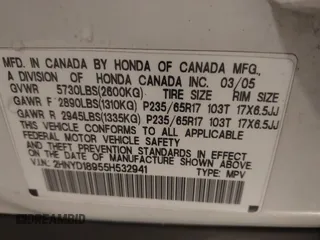 MFD. IN CANADA BY HONDA OF CANADA MFG.,
A DIVISION OF HONDA CANADA INC. 03/05
GVWR 5730LBS(2600KG) TIRE SIZE RIM SIZE
GAWR F 2890LBS(1310KG) P235/65R17 103T 17X6.5JJ
GAWR R 2945LBS(1335KG) P235/65R17 103T 17X6.5JJ
THIS VEHICLE CONFORMS TO ALL APPLICABLE
FEDERAL MOTOR VEHICLE SAFETY
AND THEFT PREVENTION STANDARDS IN EFFECT
ON THE DATE OF MANUFACTURE SHOWN ABOVE.
V.I.N. 2HNYD18955H532941 TYPE: MPV
DREAMBID